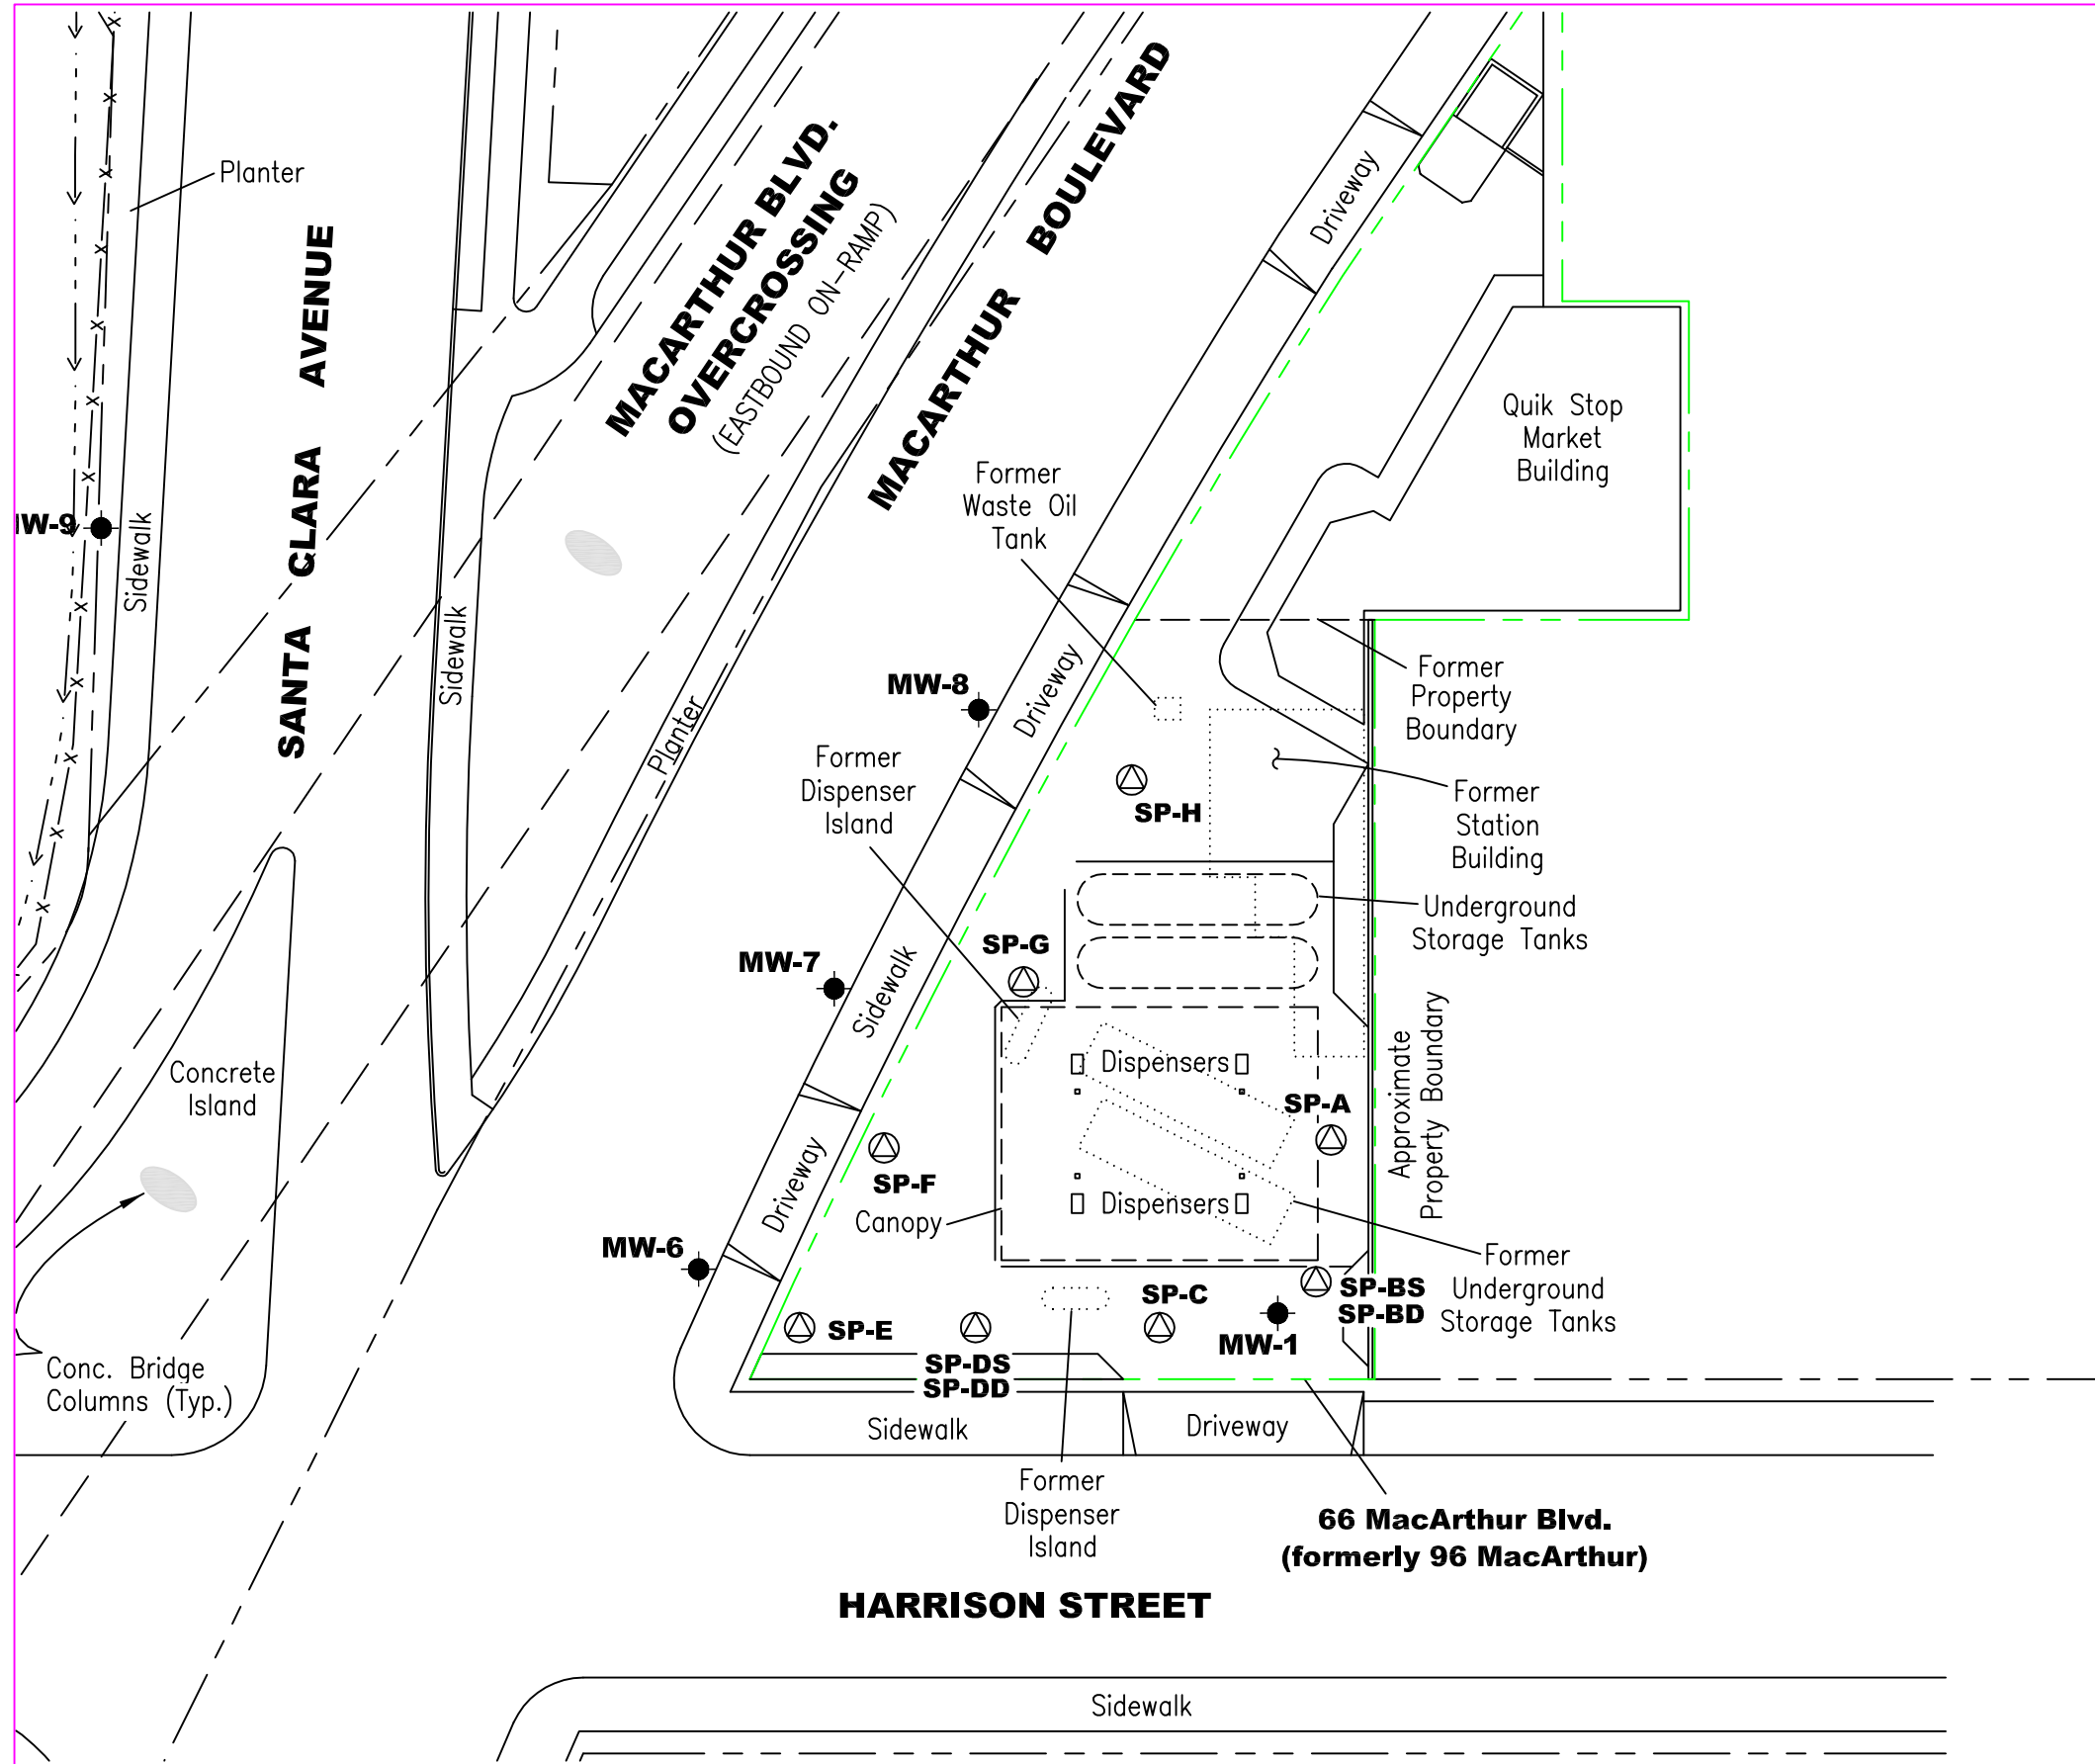 Planter
SANTA CLARA AVENUE
MACARTHUR BLVD.
OVERCROSSING
(EASTBOUND ON-RAMP)
MACARTHUR BOULEVARD
Driveway
Quik Stop
Market
Building
Former
Waste Oil
Tank
IW-9
Sidewalk
Sidewalk
Planter
MW-8
Driveway
Former
Property
Boundary
Former
Dispenser
Island
SP-H
Former
Station
Building
Underground
Storage Tanks
SP-G
MW-7
Sidewalk
Approximate
Property Boundary
Concrete
Island
Dispensers
SP-A
SP-F
Driveway
Dispensers
Canopy
MW-6
Former
Underground
Storage Tanks
SP-BS
SP-BD
SP-C
MW-1
SP-E
SP-DS
SP-DD
Conc. Bridge
Columns (Typ.)
Sidewalk
Driveway
Former
Dispenser
Island
66 MacArthur Blvd.
(formerly 96 MacArthur)
HARRISON STREET
Sidewalk